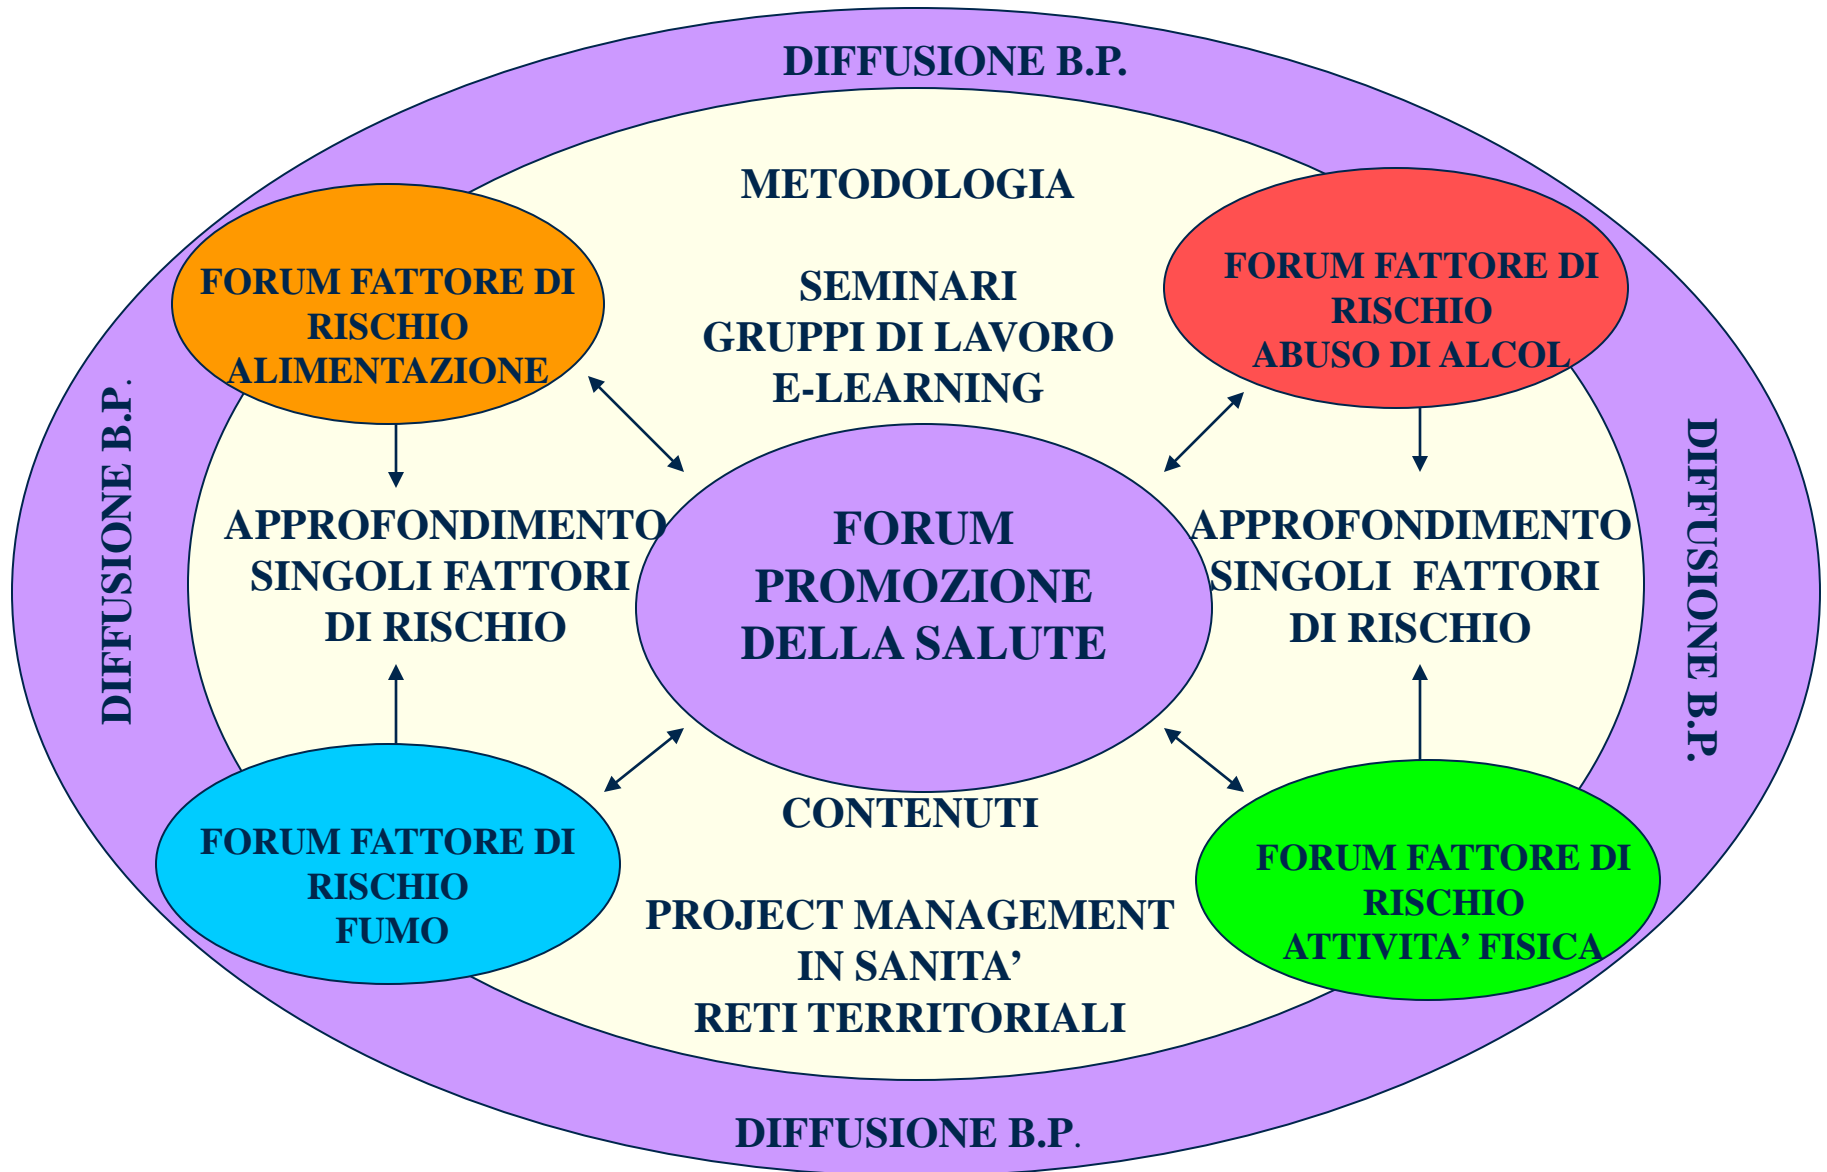 DIFFUSIONE B.P.
METODOLOGIA
SEMINARI
GRUPPI DI LAVORO
E-LEARNING
FORUM FATTORE DI
RISCHIO
ALIMENTAZIONE
FORUM FATTORE DI
RISCHIO
ABUSO DI ALCOL
DIFFUSIONE B.P.
APPROFONDIMENTO
SINGOLI FATTORI
DI RISCHIO
FORUM
PROMOZIONE
DELLA SALUTE
APPROFONDIMENTO
SINGOLI FATTORI
DI RISCHIO
DIFFUSIONE B.P.
FORUM FATTORE DI
RISCHIO
FUMO
CONTENUTI
PROJECT MANAGEMENT
IN SANITA’
RETI TERRITORIALI
FORUM FATTORE DI
RISCHIO
ATTIVITA’ FISICA
DIFFUSIONE B.P.